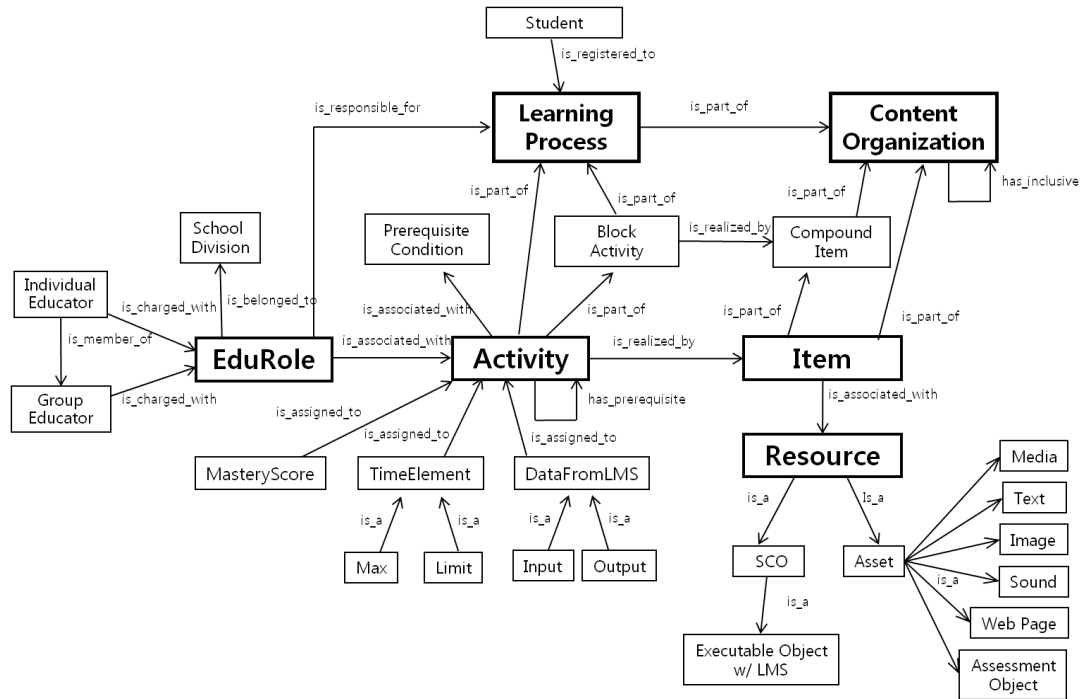 Student
is_registered_to
is_responsible_for
Learning
Process
is_part_of
Content
Organization
has_inclusive
is_part_of
is_part_of
is_part_of
School
Division
Prerequisite
Condition
Block
Activity
is_realized_by
Compound
Item
Individual
Educator
is_charged_with
is_belonged_to
is_associated_with
is_part_of
is_part_of
is_part_of
is_member_of
EduRole
is_associated_with
Activity
is_realized_by
Item
Group
Educator
is_charged_with
is_assigned_to
has_prerequisite
is_associated_with
is_assigned_to
is_assigned_to
Resource
MasteryScore
TimeElement
DataFromLMS
Media
is_a
Is_a
Text
is_a
is_a
is_a
is_a
Image
Max
Limit
Input
Output
SCO
Asset
is_a
Sound
is_a
Web Page
Executable Object
w/ LMS
Assessment
Object